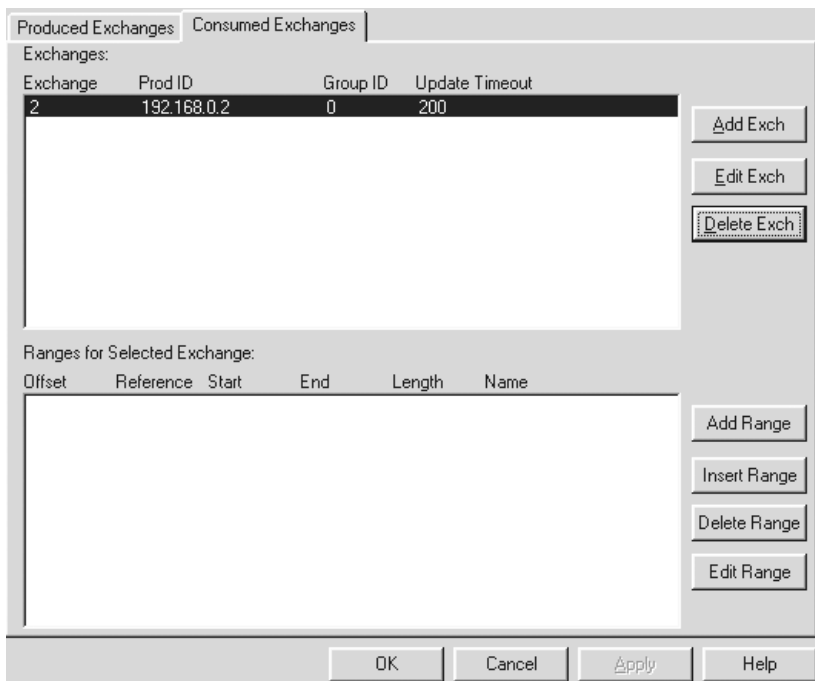 Produced Exchanges Consumed Exchanges
Exchanges:
Exchange Prod ID Group ID Update Timeout
2 192.168.0.2 0 200
Add Exch
Edit Exch
Delete Exch
Ranges for Selected Exchange:
Offset Reference Start End Length Name
Add Range
Insert Range
Delete Range
Edit Range
OK Cancel Apply Help